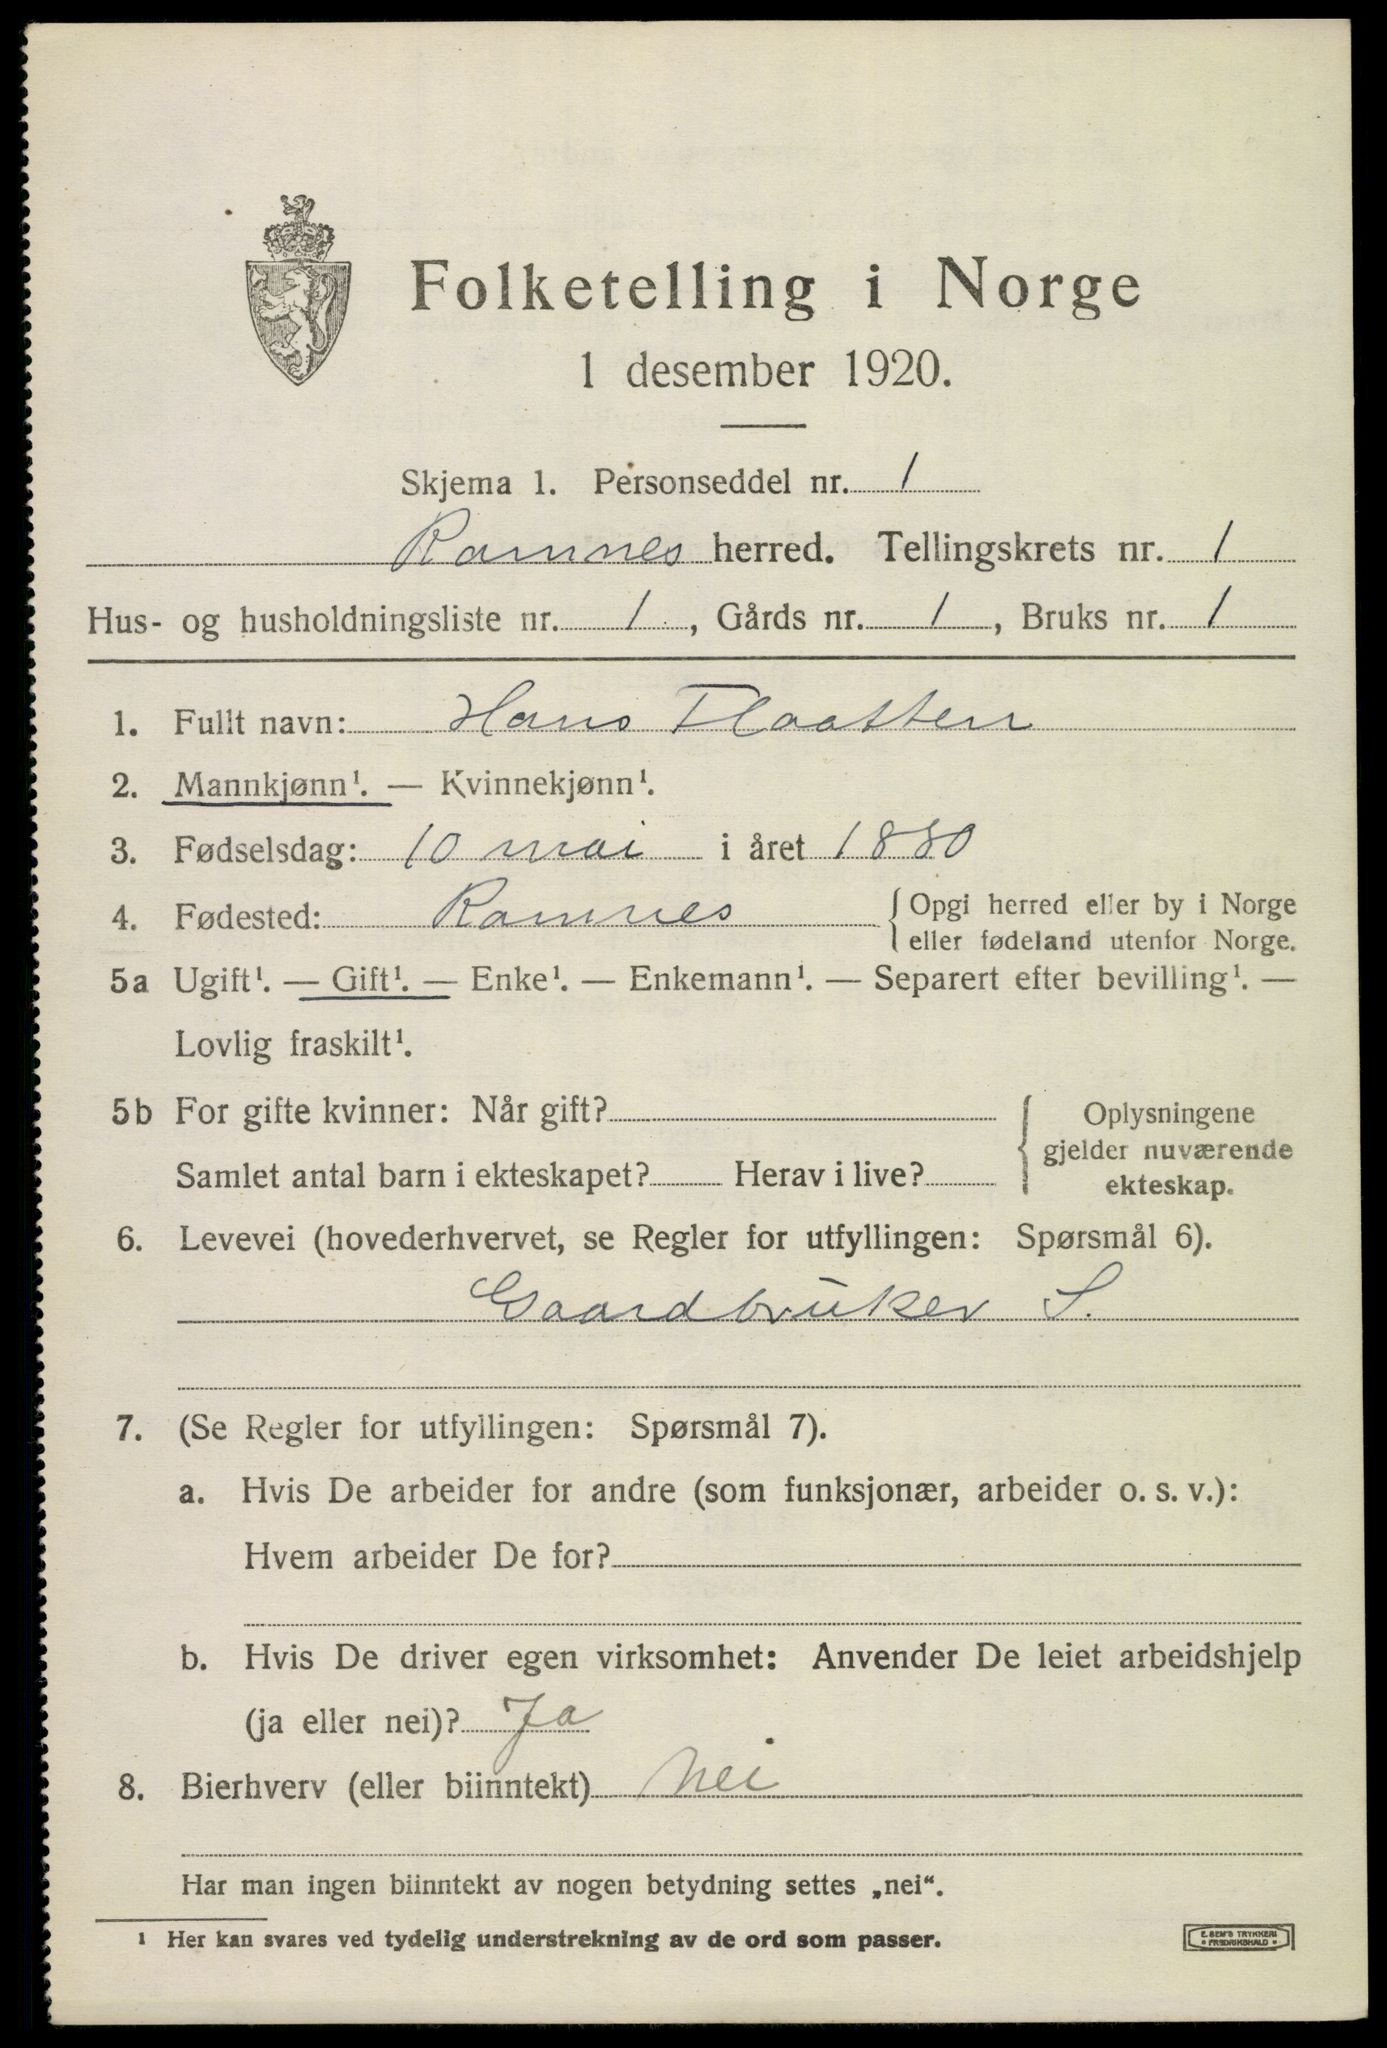 Folketelling i Norge
1 desember 1920.
Skjema 1. Personseddel nr. 1
Ramnes herred. Tellingskrets nr. 1
Hus- og husholdningsliste nr. 1, Gårds nr. 1, Bruks nr. 1
1. Fullt navn: Hans Flaatten
2. Mannkjønn¹. — Kvinnekjønn¹.
3. Fødselsdag: 10 mai i året 1880
4. Fødested: Ramnes { Opgi herred eller by i Norge
eller fødeland utenfor Norge.
5a Ugift¹. — Gift¹. — Enke¹. — Enkemann¹. — Separert efter bevilling¹. —
Lovlig fraskilt¹.
5b For gifte kvinner: Når gift?
Samlet antal barn i ekteskapet? Herav i live?
Oplysningene
gjelder nuværende
ekteskap.
6. Levevei (hovederhvervet, se Regler for utfyllingen: Spørsmål 6).
Gaardbrúker S.
7. (Se Regler for utfyllingen: Spørsmål 7).
a. Hvis De arbeider for andre (som funksjonær, arbeider o. s. v.):
Hvem arbeider De for?
b. Hvis De driver egen virksomhet: Anvender De leiet arbeidshjelp
(ja eller nei)? Ja
8. Bierhverv (eller biinntekt) Nei
Har man ingen biinntekt av nogen betydning settes „nei“.
¹ Her kan svares ved tydelig understrekning av de ord som passer.
E. SEM'S TRYKKERI
• FREDRIKSHALD •